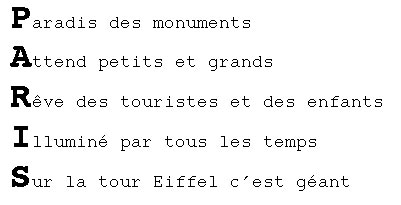 Paradis des monuments
Attend petits et grands
Rêve des touristes et des enfants
Illuminé par tous les temps
Sur la tour Eiffel c'est géant